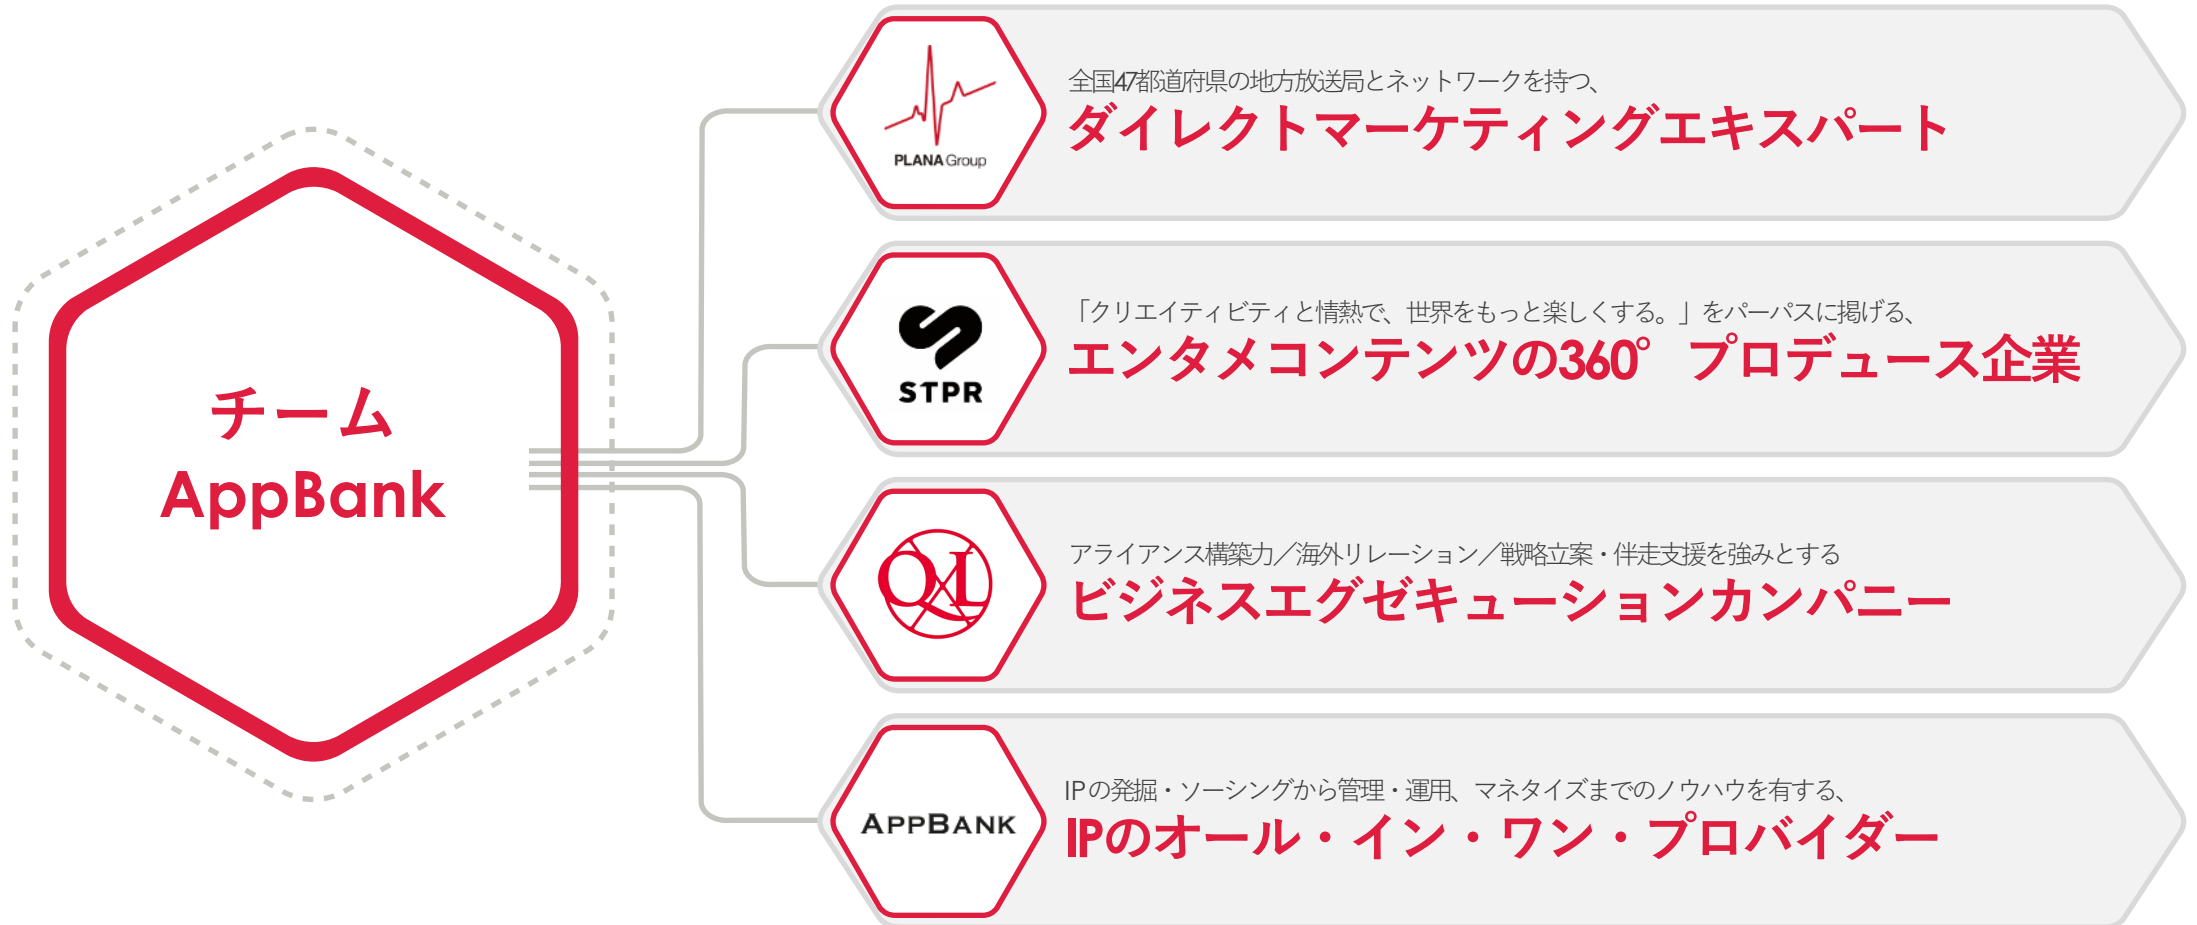 チーム
AppBank
PLANA Group
全国47都道府県の地方放送局とネットワークを持つ、
ダイレクトマーケティングエキスパート
STPR
「クリエイティビティと情熱で、世界をもっと楽しくする。」をパーパスに掲げる、
エンタメコンテンツの360°プロデュース企業
QL
アライアンス構築力／海外リレーション／戦略立案・伴走支援を強みとする
ビジネスエグゼキューションカンパニー
APPBANK
IPの発掘・ソーシングから管理・運用、マネタイズまでのノウハウを有する、
IPのオール・イン・ワン・プロバイダー